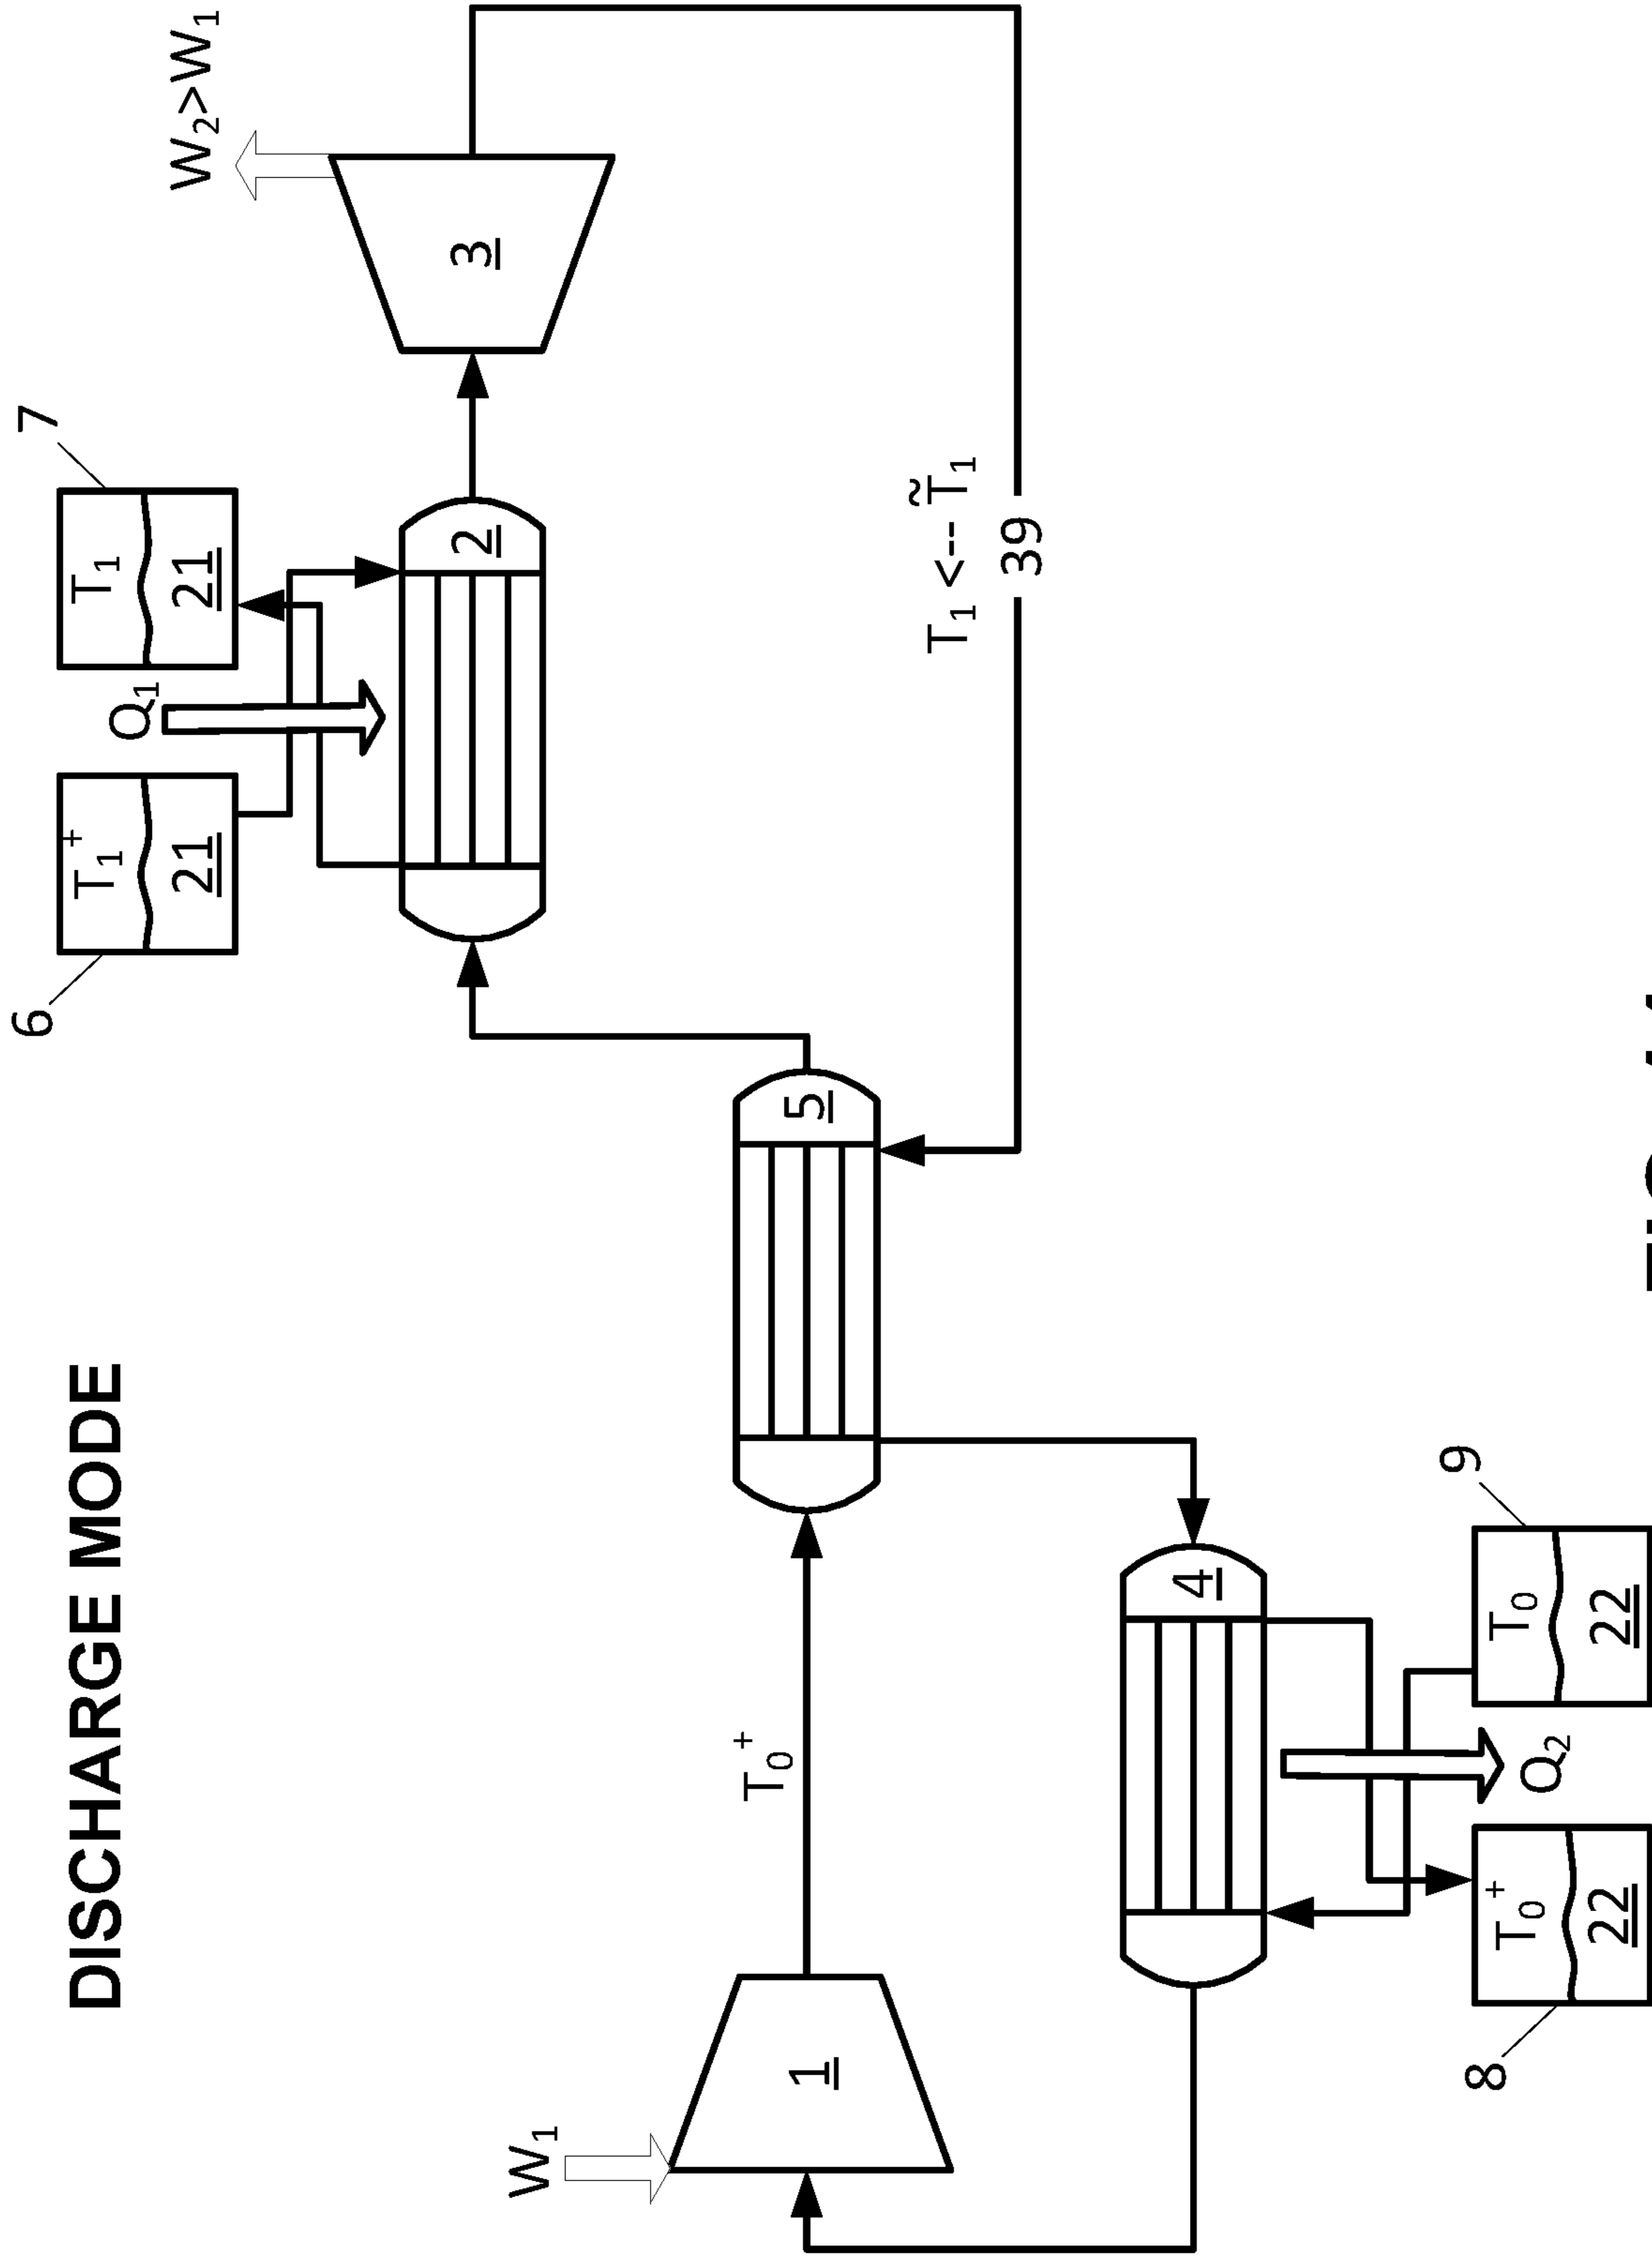 DISCHARGE MODE
6
7
T₁⁺
T₁
Q₁
W₂>W₁
21
21
2
3
W₁
T₀⁺
1
5
T₁ <-- T̃₁
39
4
8
9
T₀⁺
T₀
Q₂
22
22